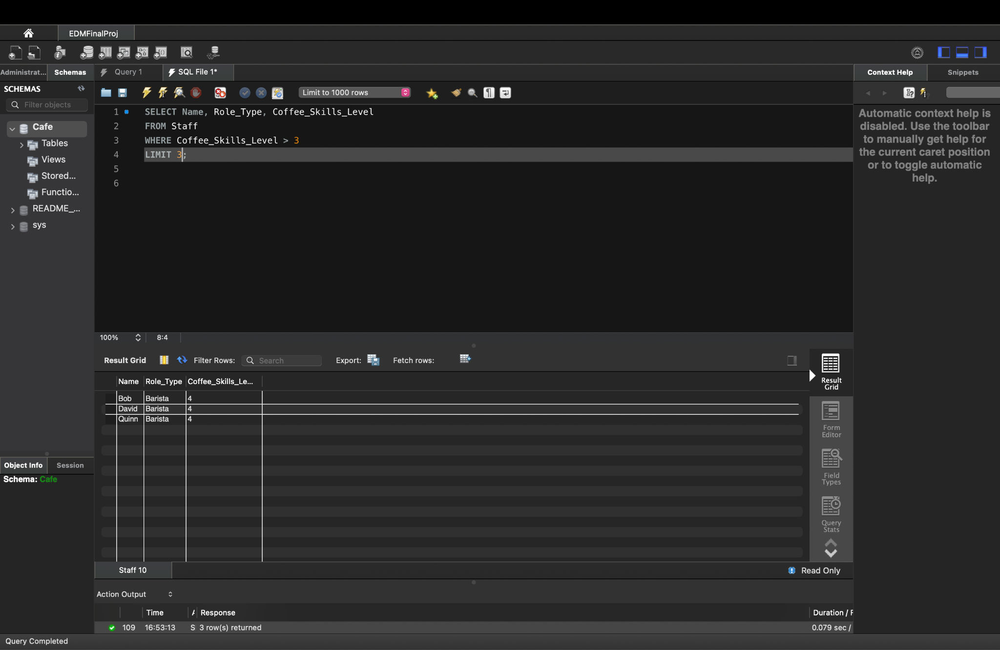 EDMFinalProj
Administrat... Schemas
Query 1
SQL File 1*
Context Help
Snippets
SCHEMAS
Filter objects
Cafe
Tables
Views
Stored...
Functio...
README_...
sys
Limit to 1000 rows
1 SELECT Name, Role_Type, Coffee_Skills_Level
2 FROM Staff
3 WHERE Coffee_Skills_Level > 3
4 LIMIT 3;
5
6
Automatic context help is
disabled. Use the toolbar
to manually get help for
the current caret position
or to toggle automatic
help.
100% 8:4
Result Grid Filter Rows: Search Export: Fetch rows:
Name Role_Type Coffee_Skills_Le...
Bob Barista 4
David Barista 4
Quinn Barista 4
Result
Grid
Form
Editor
Field
Types
Query
Stats
Object Info Session
Schema: Cafe
Staff 10
Read Only
Action Output
Time Response Duration /
109 16:53:13 S 3 row(s) returned 0.079 sec /
Query Completed